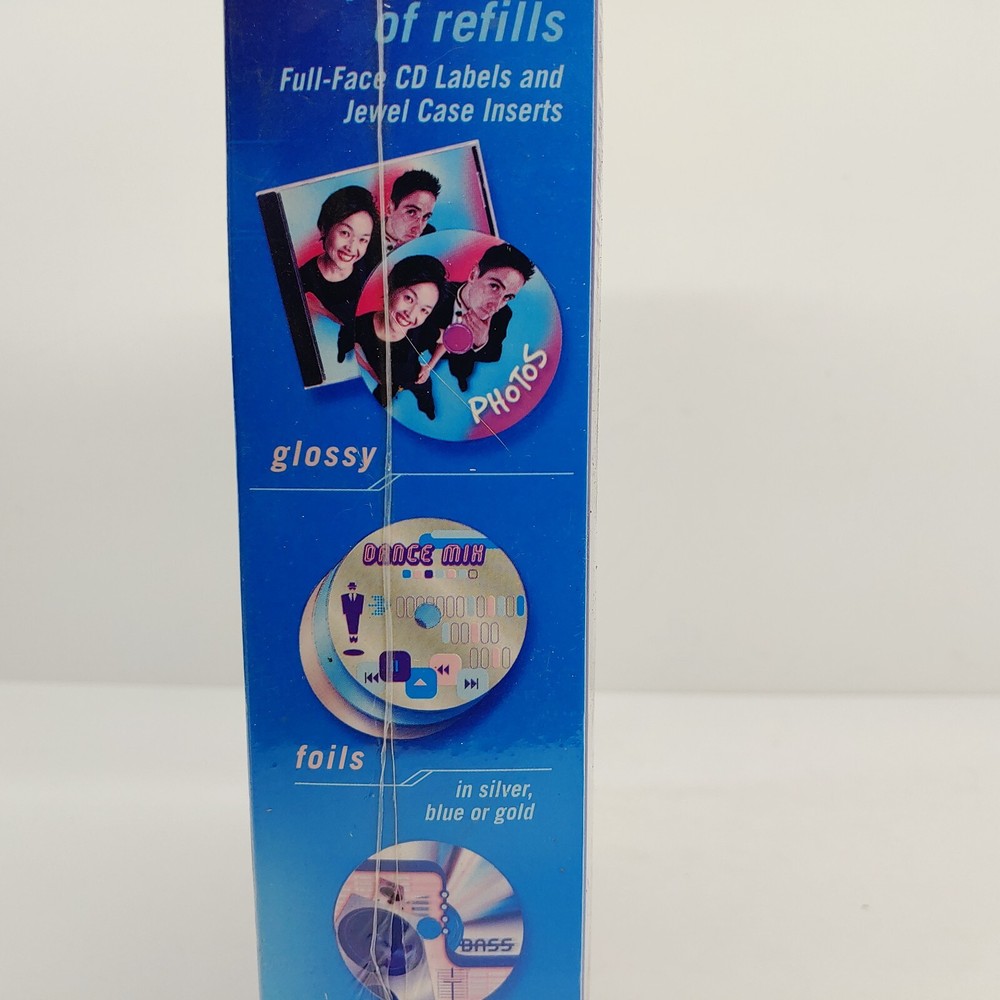 of refills
Full-Face CD Labels and
Jewel Case Inserts
PHOTOS
glossy
DANCE MIX
foils
in silver,
blue or gold
BASS